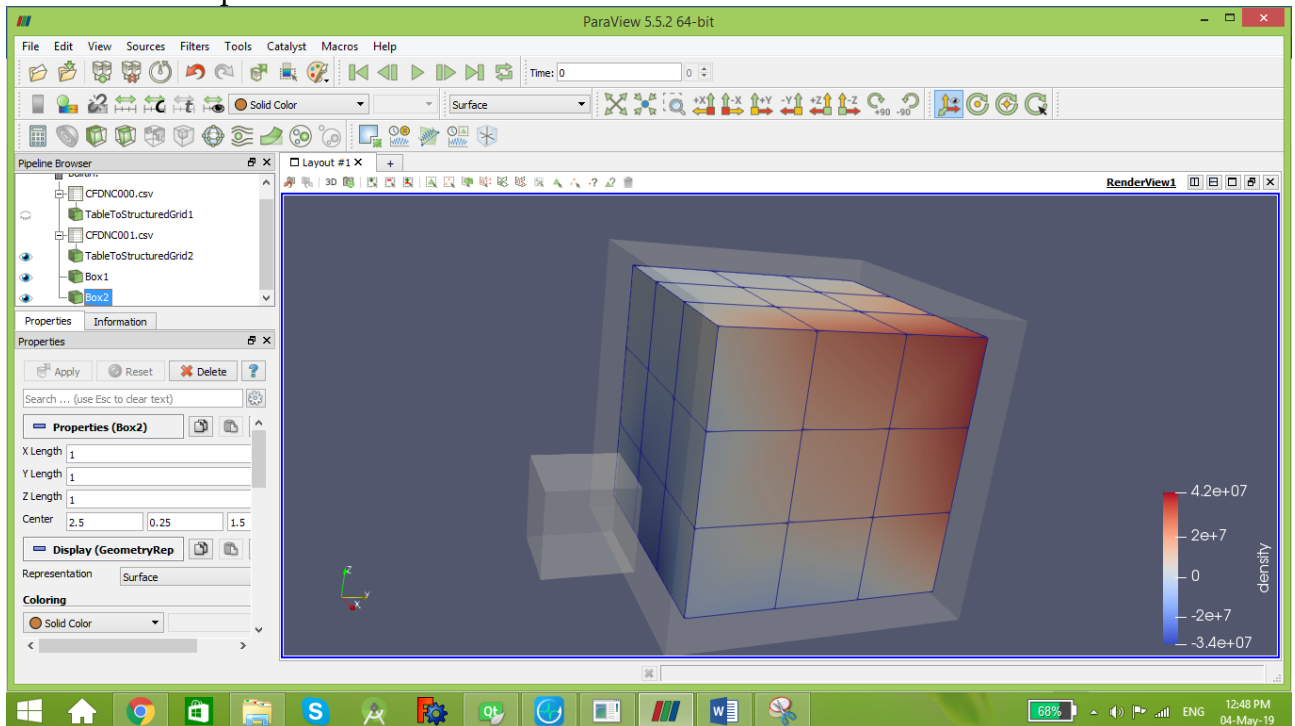 ParaView 5.5.2 64-bit
File Edit View Sources Filters Tools Catalyst Macros Help
Time: 0 0
Solid Color Surface +X -X +Y -Y +Z -Z +90 -90
Pipeline Browser
Layout #1 X +
3D
RenderView1
builtin:
CFDNC000.csv
TableToStructuredGrid1
CFDNC001.csv
TableToStructuredGrid2
Box1
Box2
Properties Information
Properties
Apply Reset Delete ?
Search ... (use Esc to clear text)
Properties (Box2)
X Length 1
Y Length 1
Z Length 1
Center 2.5 0.25 1.5
Display (GeometryRep
Representation Surface
Coloring
Solid Color
Z
Y
X
4.2e+07
2e+7
0
-2e+7
-3.4e+07
density
68% ENG 12:48 PM
04-May-19